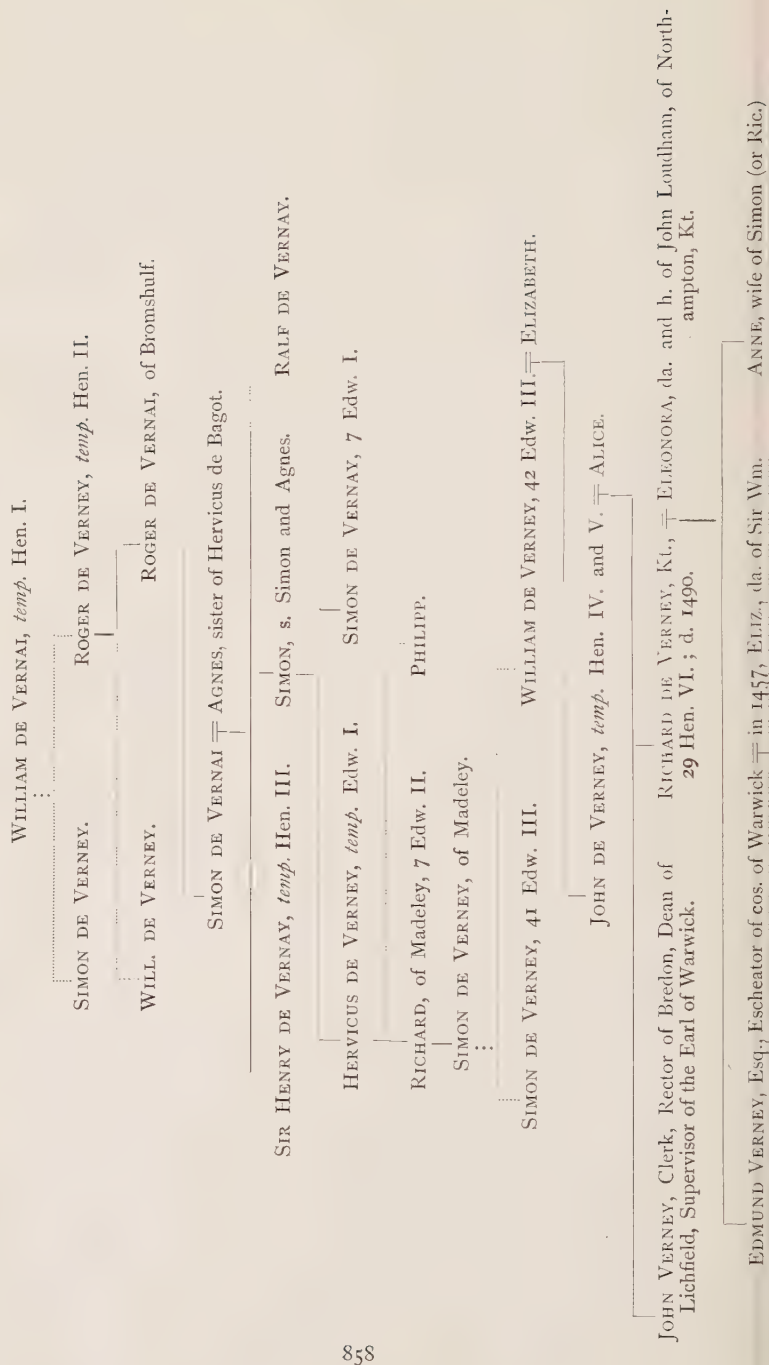 WILLIAM DE VERNAI, temp. Hen. I.
SIMON DE VERNEY. ROGER DE VERNEY, temp. Hen. II.
WILL. DE VERNEY. ROGER DE VERNAI, of Bromshulf.
SIMON DE VERNAI = AGNES, sister of Hervicus de Bagot.
SIR HENRY DE VERNAY, temp. Hen. III. SIMON, s. Simon and Agnes. RALF DE VERNAY.
HERVICUS DE VERNEY, temp. Edw. I. SIMON DE VERNAY, 7 Edw. I.
RICHARD, of Madeley, 7 Edw. II. PHILIPP.
SIMON DE VERNEY, of Madeley.
SIMON DE VERNEY, 41 Edw. III. WILLIAM DE VERNEY, 42 Edw. III. = ELIZABETH.
JOHN DE VERNEY, temp. Hen. IV. and V. = ALICE.
JOHN VERNEY, Clerk, Rector of Bredon, Dean of RICHARD DE VERNEY, Kt., = ELEONORA, da. and h. of John Loudham, of North-
Lichfield, Supervisor of the Earl of Warwick. 29 Hen. VI. ; d. 1490. ampton, Kt.
EDMUND VERNEY, Esq., Escheator of cos. of Warwick = in 1457, ELIZ., da. of Sir Wm. ANNE, wife of Simon (or Ric.)
858